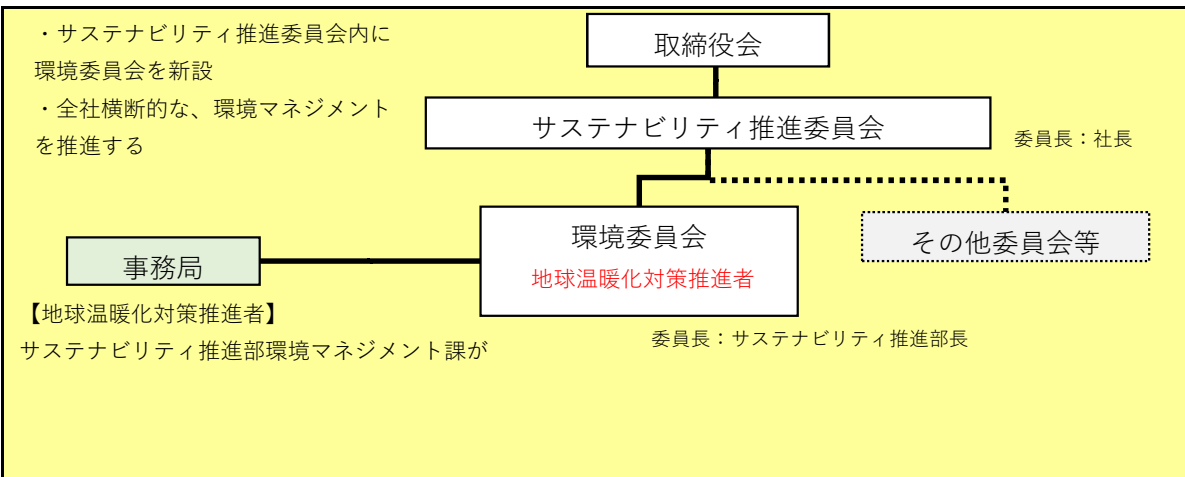 ・サステナビリティ推進委員会内に
環境委員会を新設
・全社横断的な、環境マネジメント
を推進する
取締役会
サステナビリティ推進委員会
委員長：社長
環境委員会
地球温暖化対策推進者
その他委員会等
事務局
【地球温暖化対策推進者】
サステナビリティ推進部環境マネジメント課が
委員長：サステナビリティ推進部長